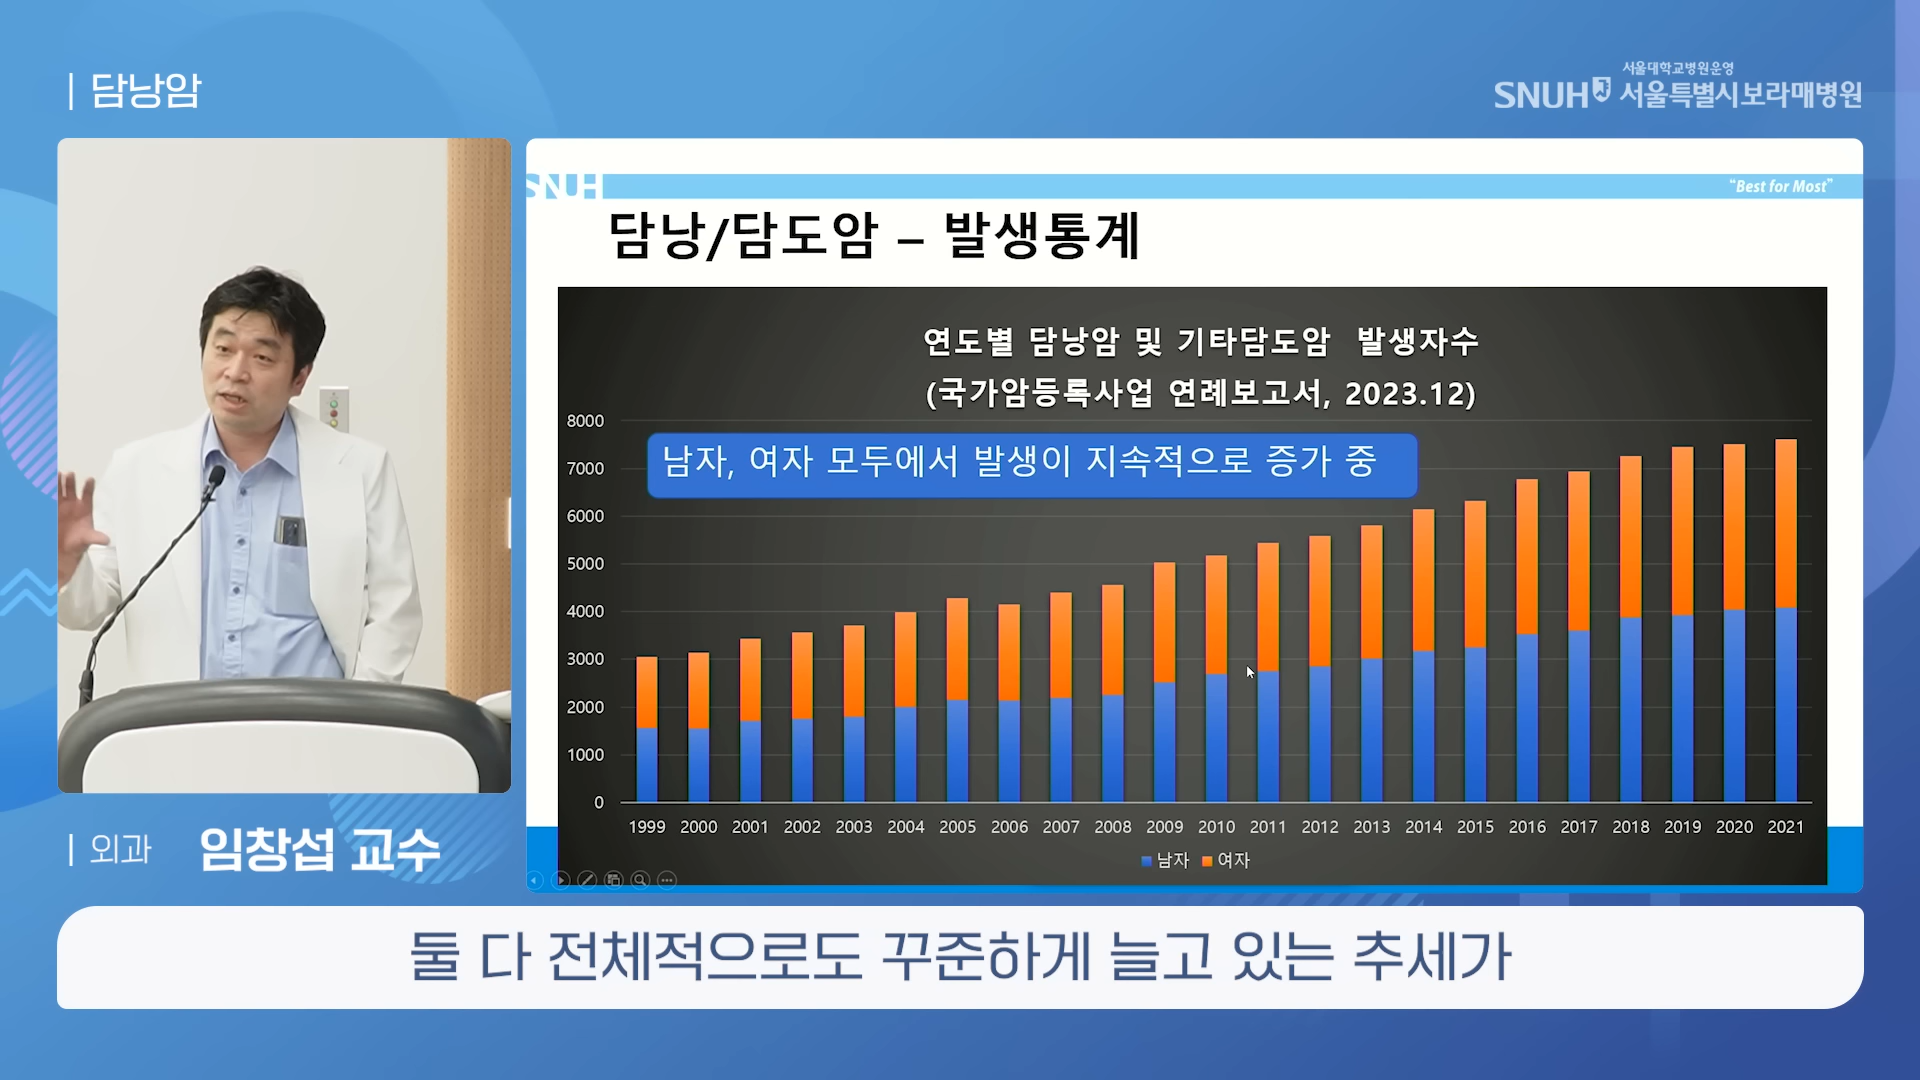 담낭암
서울대학교병원운영
SNUH 서울특별시보라매병원
SNUH
“Best for Most”
담낭/담도암 – 발생통계
연도별 담낭암 및 기타담도암 발생자수
(국가암등록사업 연례보고서, 2023.12)
남자, 여자 모두에서 발생이 지속적으로 증가 중
8000
7000
6000
5000
4000
3000
2000
1000
0
1999 2000 2001 2002 2003 2004 2005 2006 2007 2008 2009 2010 2011 2012 2013 2014 2015 2016 2017 2018 2019 2020 2021
남자 여자
외과 임창섭 교수
둘 다 전체적으로도 꾸준하게 늘고 있는 추세가